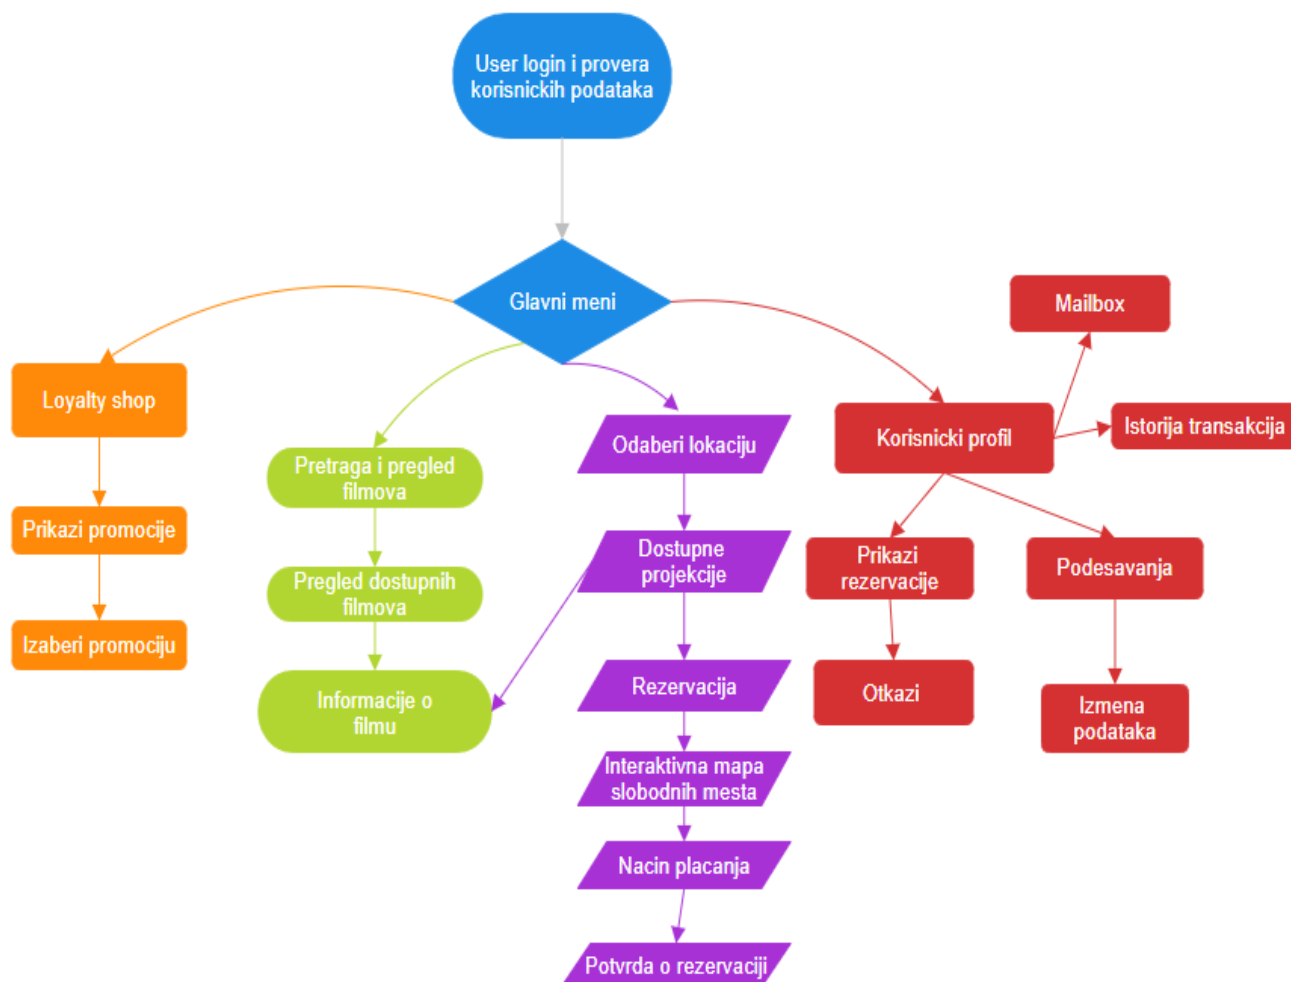 User login i provera
korisnickih podataka
Glavni meni
Loyalty shop
Prikazi promocije
Izaberi promociju
Pretraga i pregled
filmova
Pregled dostupnih
filmova
Informacije o
filmu
Odaberi lokaciju
Dostupne
projekcije
Rezervacija
Interaktivna mapa
slobodnih mesta
Nacin placanja
Potvrda o rezervaciji
Korisnicki profil
Mailbox
Istorija transakcija
Prikazi
rezervacije
Otkazi
Podesavanja
Izmena
podataka